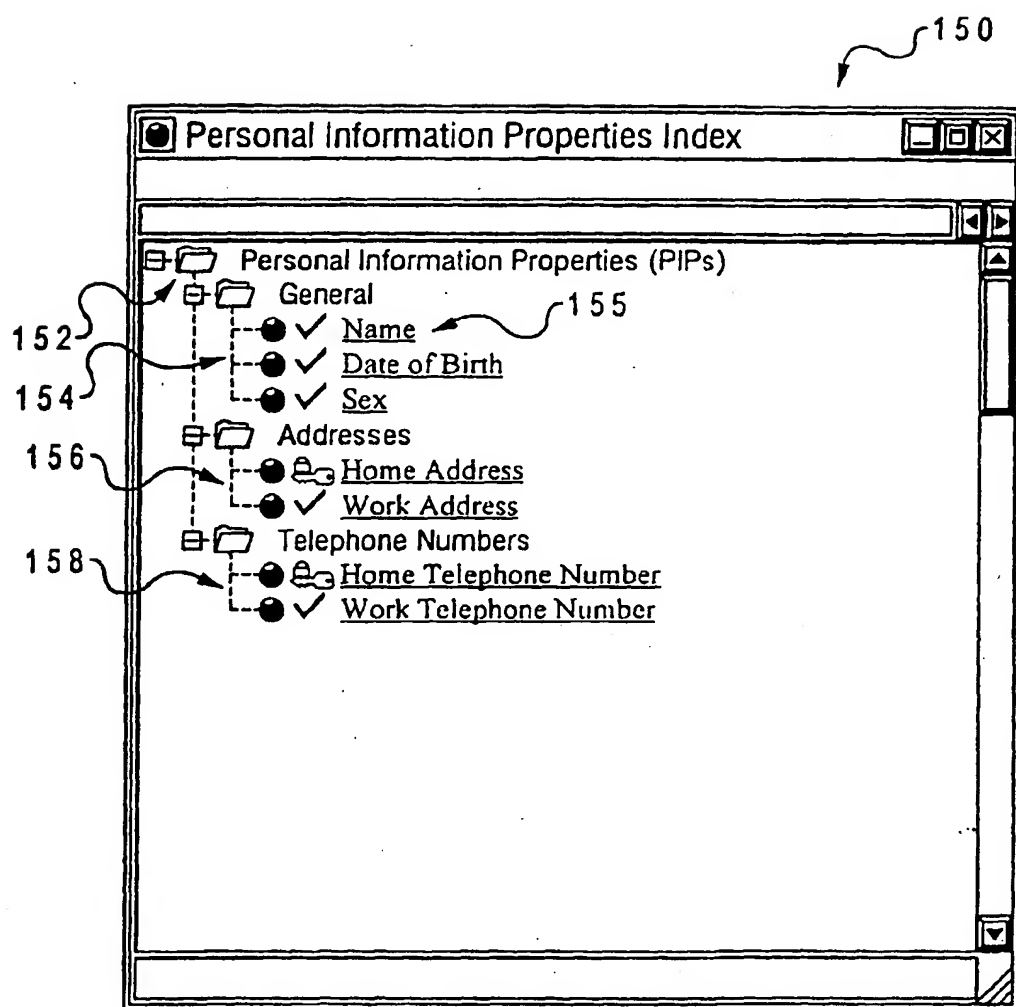 150
Personal Information Properties Index
Personal Information Properties (PIPs)
152
General
155
Name
154
Date of Birth
Sex
Addresses
156
Home Address
Work Address
Telephone Numbers
158
Home Telephone Number
Work Telephone Number